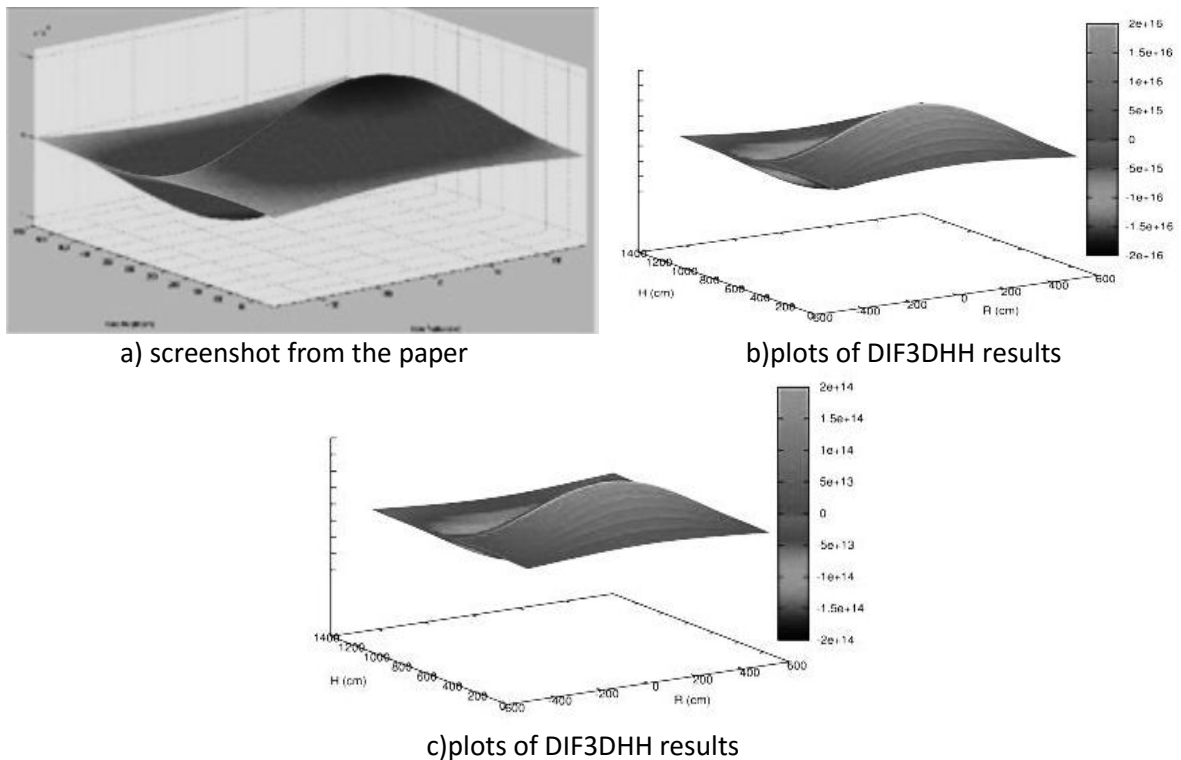 2e+16
1.5e+16
1e+16
5e+15
0
-5e+15
-1e+16
-1.5e+16
-2e+16
1400
1200
1000
800
600
400
200
H (cm)
-400
-200
0
200
400
600
R (cm)
a) screenshot from the paper
b)plots of DIF3DHH results
2e+14
1.5e+14
1e+14
5e+13
0
-5e+13
-1e+14
-1.5e+14
-2e+14
1400
1200
1000
800
600
400
200
H (cm)
-400
-200
0
200
400
600
R (cm)
c)plots of DIF3DHH results